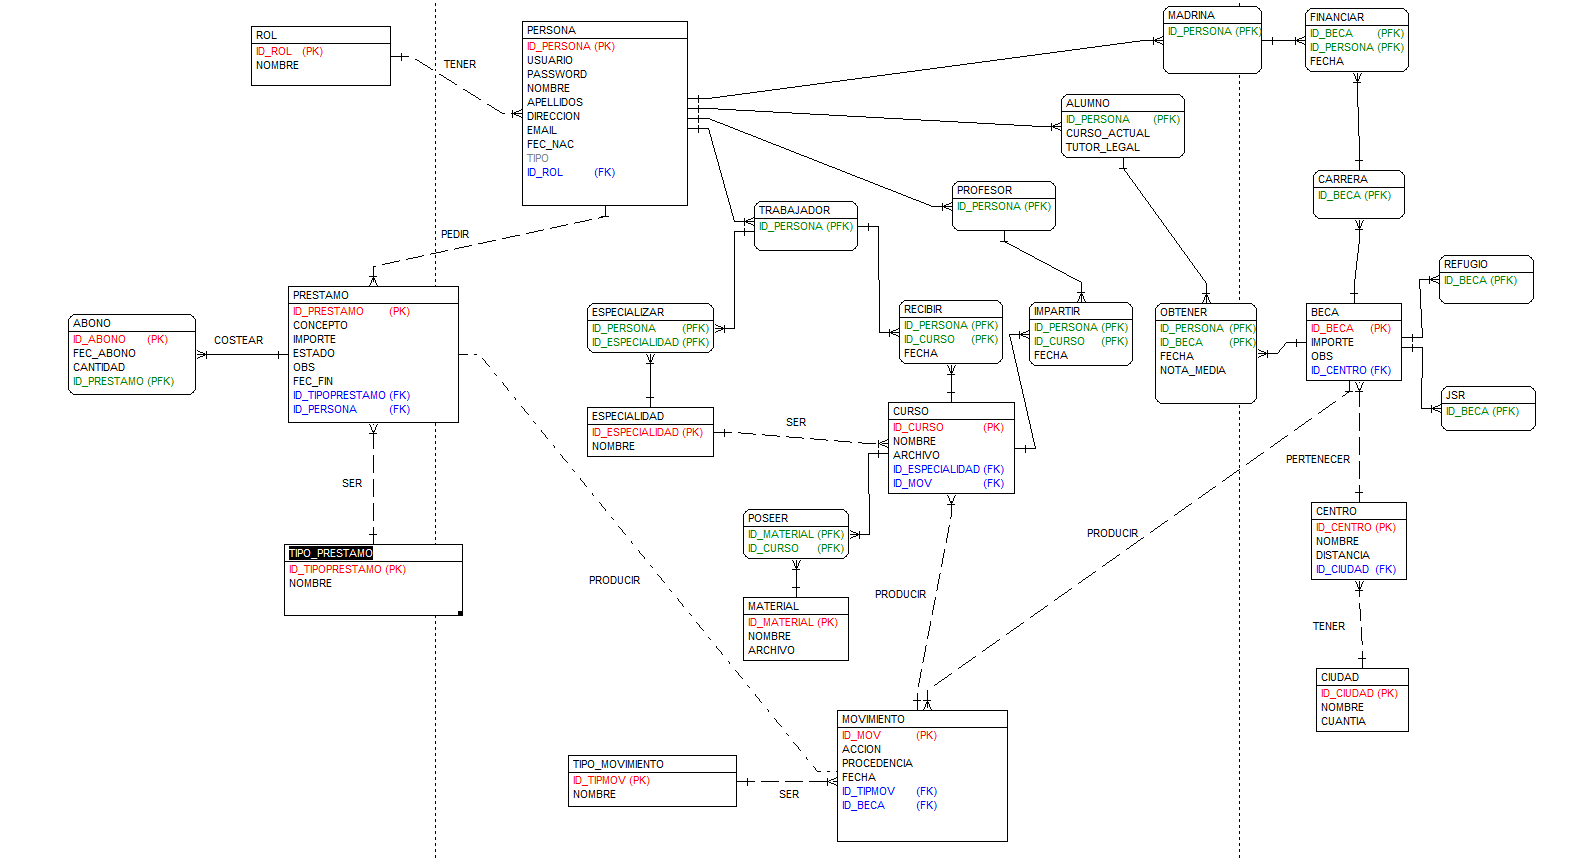 ROL
ID_ROL (PK)
NOMBRE
TENER
PERSONA
ID_PERSONA (PK)
USUARIO
PASSWORD
NOMBRE
APELLIDOS
DIRECCION
EMAIL
FEC_NAC
TIPO
ID_ROL (FK)
MADRINA
ID_PERSONA (PFK)
FINANCIAR
ID_BECA (PFK)
ID_PERSONA (PFK)
FECHA
ALUMNO
ID_PERSONA (PFK)
CURSO_ACTUAL
TUTOR_LEGAL
CARRERA
ID_BECA (PFK)
PROFESOR
ID_PERSONA (PFK)
TRABAJADOR
ID_PERSONA (PFK)
PEDIR
REFUGIO
ID_BECA (PFK)
PRESTAMO
ID_PRESTAMO (PK)
CONCEPTO
IMPORTE
ESTADO
OBS
FEC_FIN
ID_TIPOPRESTAMO (FK)
ID_PERSONA (FK)
ABONO
ID_ABONO (PK)
FEC_ABONO
CANTIDAD
ID_PRESTAMO (PFK)
COSTEAR
ESPECIALIZAR
ID_PERSONA (PFK)
ID_ESPECIALIDAD (PFK)
RECIBIR
ID_PERSONA (PFK)
ID_CURSO (PFK)
FECHA
IMPARTIR
ID_PERSONA (PFK)
ID_CURSO (PFK)
FECHA
OBTENER
ID_PERSONA (PFK)
ID_BECA (PFK)
FECHA
NOTA_MEDIA
BECA
ID_BECA (PK)
IMPORTE
OBS
ID_CENTRO (FK)
JSR
ID_BECA (PFK)
ESPECIALIDAD
ID_ESPECIALIDAD (PK)
NOMBRE
SER
CURSO
ID_CURSO (PK)
NOMBRE
ARCHIVO
ID_ESPECIALIDAD (FK)
ID_MOV (FK)
SER
PERTENECER
POSEER
ID_MATERIAL (PFK)
ID_CURSO (PFK)
CENTRO
ID_CENTRO (PK)
NOMBRE
DISTANCIA
ID_CIUDAD (FK)
PRODUCIR
TIPO_PRESTAMO
ID_TIPOPRESTAMO (PK)
NOMBRE
PRODUCIR
PRODUCIR
MATERIAL
ID_MATERIAL (PK)
NOMBRE
ARCHIVO
TENER
CIUDAD
ID_CIUDAD (PK)
NOMBRE
CUANTIA
MOVIMIENTO
ID_MOV (PK)
ACCION
PROCEDENCIA
FECHA
ID_TIPMOV (FK)
ID_BECA (FK)
TIPO_MOVIMIENTO
ID_TIPMOV (PK)
NOMBRE
SER